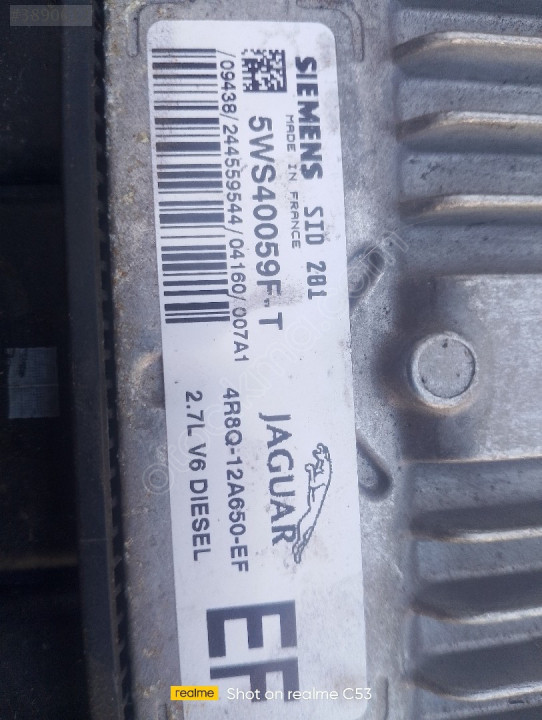 SIEMENS SID 201
MADE IN FRANCE
5WS40059F-T
/09438/244559544/04160/007A1
JAGUAR
4R8Q-12A650-EF
2.7L V6 DIESEL
EF
realme Shot on realme C53